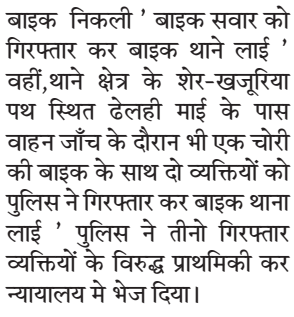 बाइक निकली ’ बाइक सवार को
गिरफ्तार कर बाइक थाने लाई ’
वहीं,थाने क्षेत्र के शेर-खजूरिया
पथ स्थित ढेलही माई के पास
वाहन जाँच के दौरान भी एक चोरी
की बाइक के साथ दो व्यक्तियों को
पुलिस ने गिरफ्तार कर बाइक थाना
लाई ’ पुलिस ने तीनो गिरफ्तार
व्यक्तियों के विरुद्ध प्राथमिकी कर
न्यायालय मे भेज दिया।